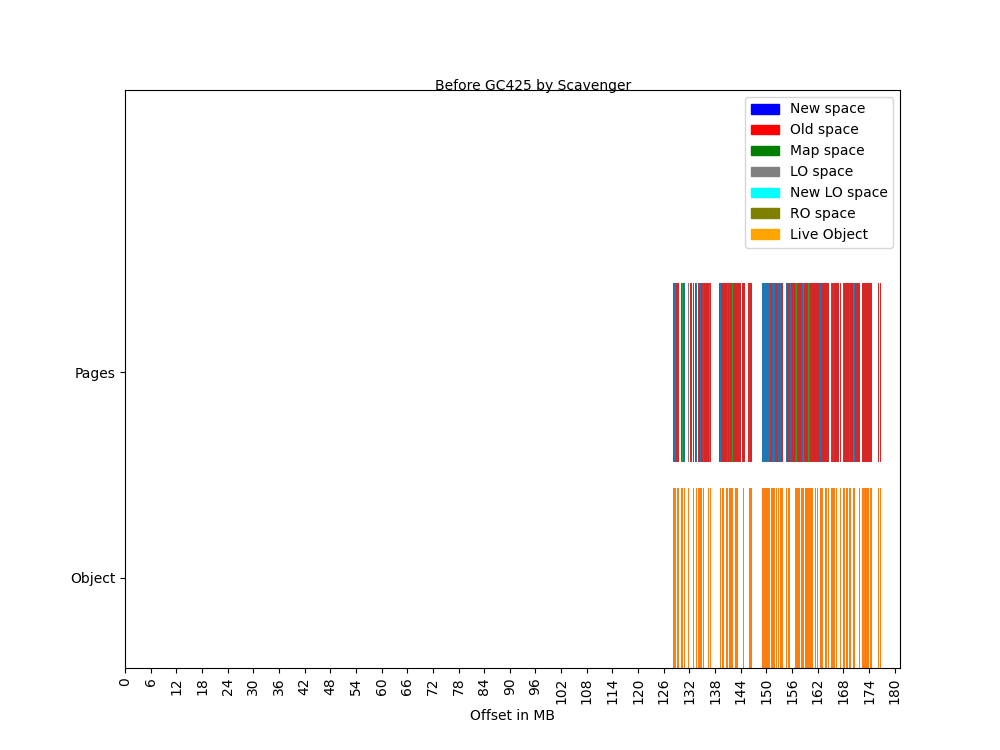 Before GC425 by Scavenger
New space
Old space
Map space
LO space
New LO space
RO space
Live Object
Pages
Object
0 6 12 18 24 30 36 42 48 54 60 66 72 78 84 90 96 102 108 114 120 126 132 138 144 150 156 162 168 174 180
Offset in MB